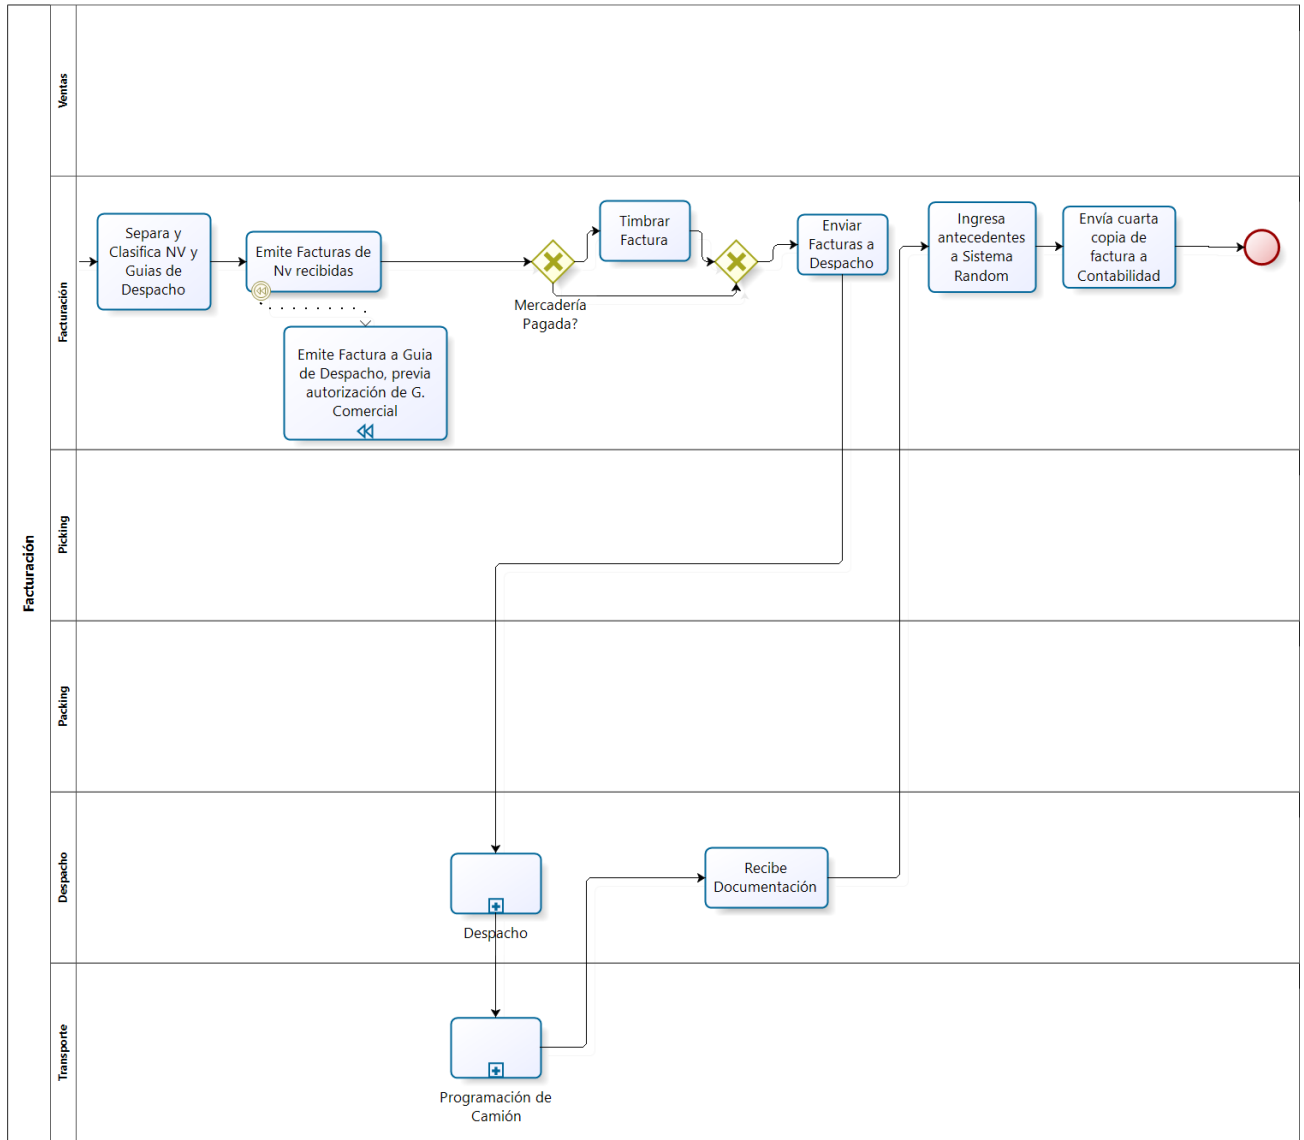 Facturación
Ventas
Facturación
Separa y
Clasifica NV y
Guias de
Despacho
Emite Facturas de
Nv recibidas
Emite Factura a Guia
de Despacho, previa
autorización de G.
Comercial
Mercadería
Pagada?
Timbrar
Factura
Enviar
Facturas a
Despacho
Ingresa
antecedentes
a Sistema
Random
Envía cuarta
copia de
factura a
Contabilidad
Picking
Packing
Despacho
Despacho
Recibe
Documentación
Transporte
Programación de
Camión